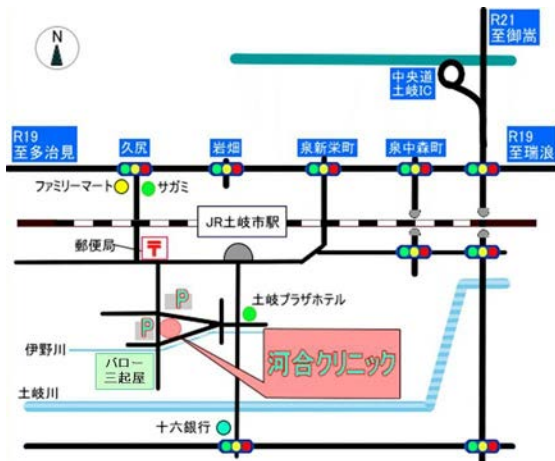 N
R21
至御嵩
中央道
土岐IC
R19
至多治見
久尻
岩畑
泉新栄町
泉中森町
R19
至瑞浪
ファミリーマート
サガミ
JR土岐市駅
郵便局
〒
P
土岐プラザホテル
P
伊野川
バロー
三起屋
河合クリニック
土岐川
十六銀行